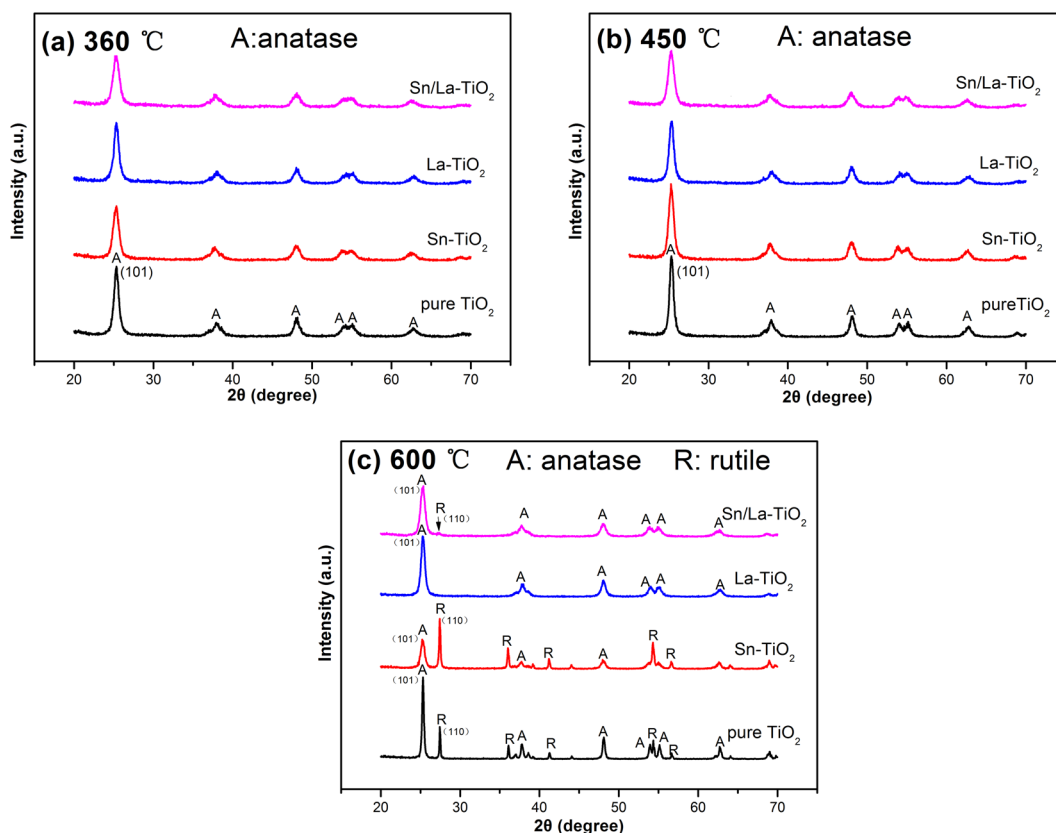 (a) 360 ℃ A:anatase
Sn/La-TiO₂
La-TiO₂
Sn-TiO₂
A
(101)
pure TiO₂
A A A A A
Intensity (a.u.)
20 30 40 50 60 70
2θ (degree)
(b) 450 ℃ A: anatase
Sn/La-TiO₂
La-TiO₂
Sn-TiO₂
A
(101)
pureTiO₂
A A A A A
Intensity (a.u.)
20 30 40 50 60 70
2θ (degree)
(c) 600 ℃ A: anatase R: rutile
A
(101)
R
(110)
A A A A A
Sn/La-TiO₂
A
(101)
A A A A A
La-TiO₂
A
(101)
R
(110)
R A R A R R
Sn-TiO₂
A
(101)
R
(110)
R A R A A R A R A
pure TiO₂
Intensity (a.u.)
20 30 40 50 60 70
2θ (degree)